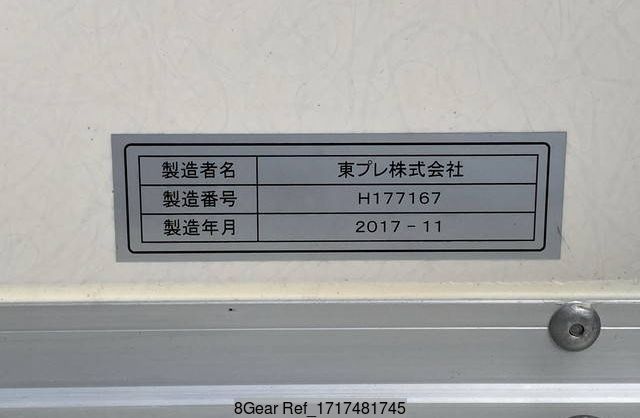 製造者名 東プレ株式会社
製造番号 H177167
製造年月 2017-11
8Gear Ref_1717481745